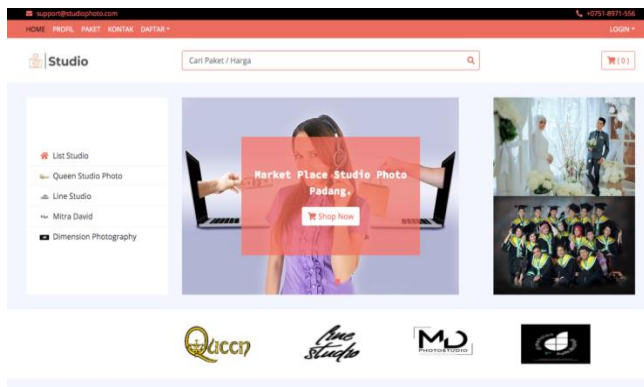 support@studiophoto.com
+0751-8971-556
HOME PROFIL PAKET KONTAK DAFTAR
LOGIN
Studio
Cari Paket / Harga
( 0 )
List Studio
Queen Studio Photo
Line Studio
Mitra David
Dimension Photography
Market Place Studio Photo
Padang.
Shop Now
Queen
line
studio
MD
PHOTOSTUDIO